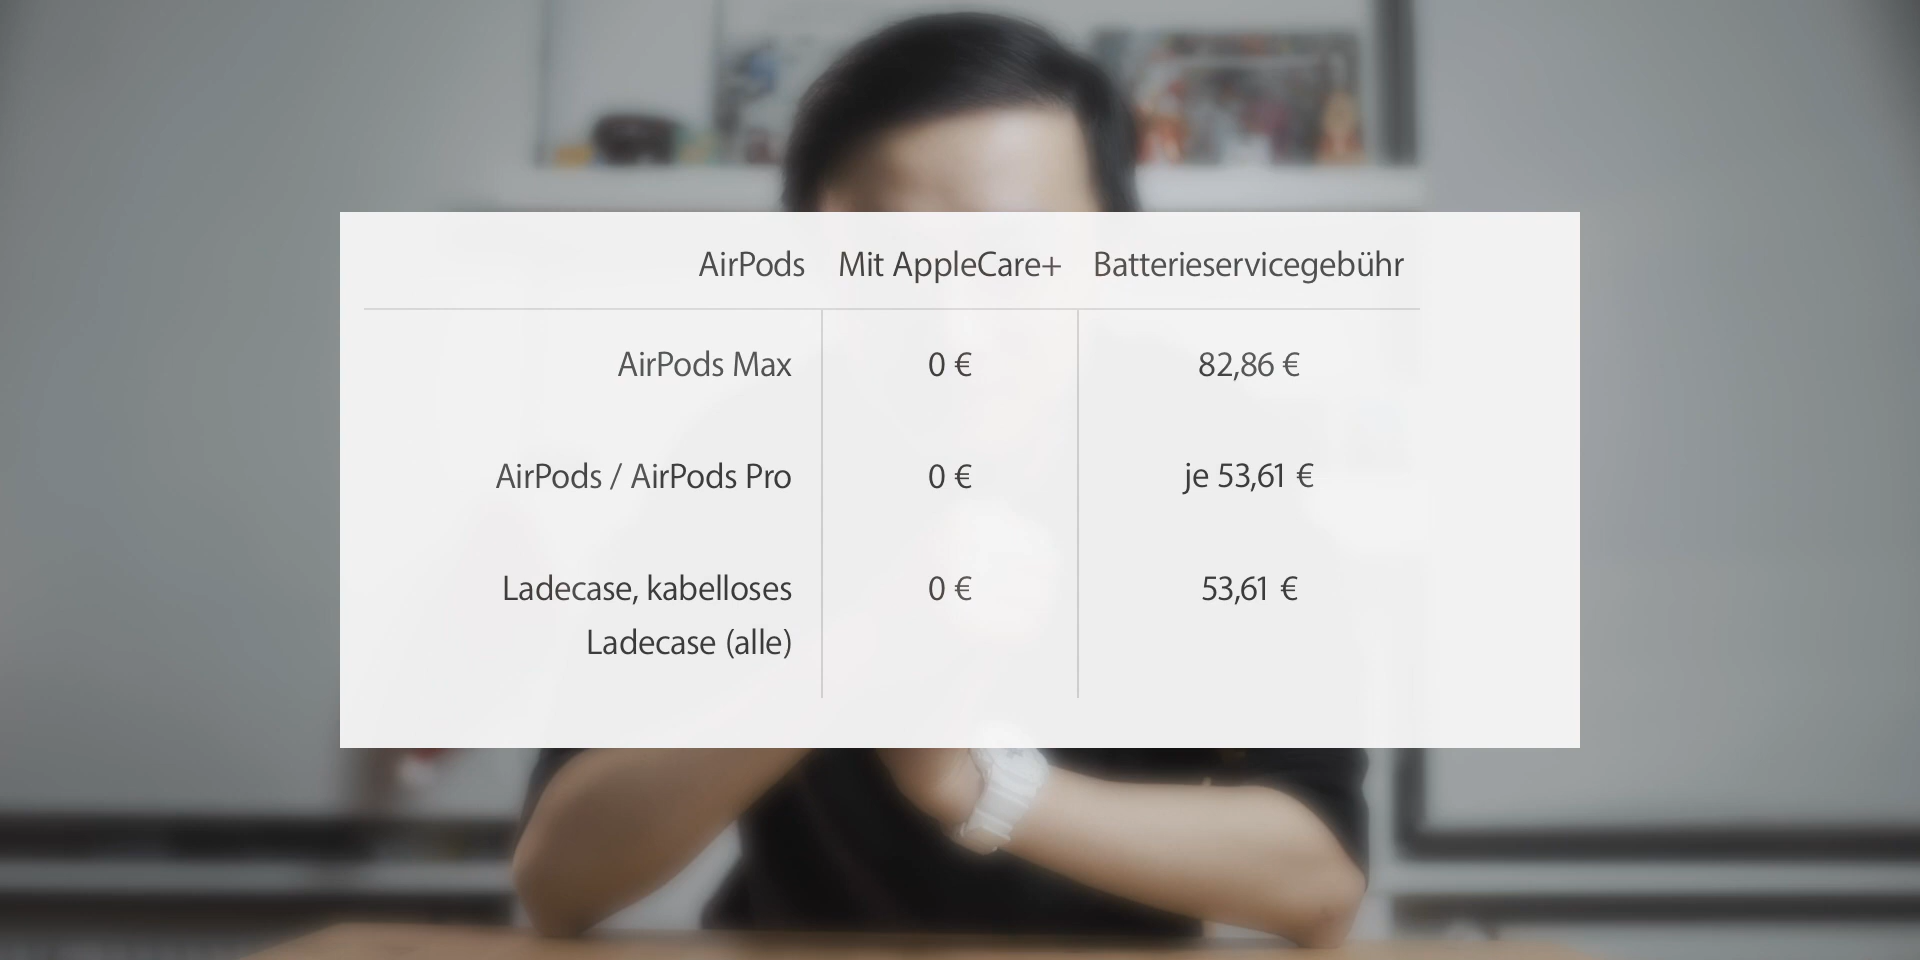 AirPods Mit AppleCare+ Batterieservicegebühr
AirPods Max 0 € 82,86 €
AirPods / AirPods Pro 0 € je 53,61 €
Ladecase, kabelloses 0 € 53,61 €
Ladecase (alle)